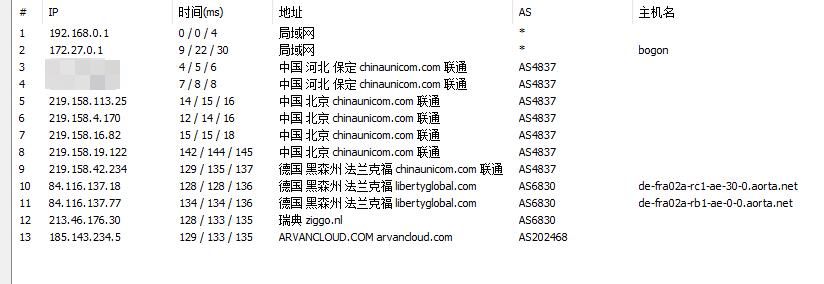 # IP 时间(ms) 地址 AS 主机名
1 192.168.0.1 0 / 0 / 4 局域网 *
2 172.27.0.1 9 / 22 / 30 局域网 * bogon
3 4 / 5 / 6 中国 河北 保定 chinaunicom.com 联通 AS4837
4 7 / 8 / 8 中国 河北 保定 chinaunicom.com 联通 AS4837
5 219.158.113.25 14 / 15 / 16 中国 北京 chinaunicom.com 联通 AS4837
6 219.158.4.170 12 / 14 / 16 中国 北京 chinaunicom.com 联通 AS4837
7 219.158.16.82 15 / 15 / 18 中国 北京 chinaunicom.com 联通 AS4837
8 219.158.19.122 142 / 144 / 145 中国 北京 chinaunicom.com 联通 AS4837
9 219.158.42.234 129 / 135 / 137 德国 黑森州 法兰克福 chinaunicom.com 联通 AS4837
10 84.116.137.18 128 / 128 / 136 德国 黑森州 法兰克福 libertyglobal.com AS6830 de-fra02a-rc1-ae-30-0.aorta.net
11 84.116.137.77 134 / 134 / 136 德国 黑森州 法兰克福 libertyglobal.com AS6830 de-fra02a-rb1-ae-0-0.aorta.net
12 213.46.176.30 128 / 133 / 135 瑞典 ziggo.nl AS6830
13 185.143.234.5 129 / 133 / 135 ARVANCLOUD.COM arvancloud.com AS202468